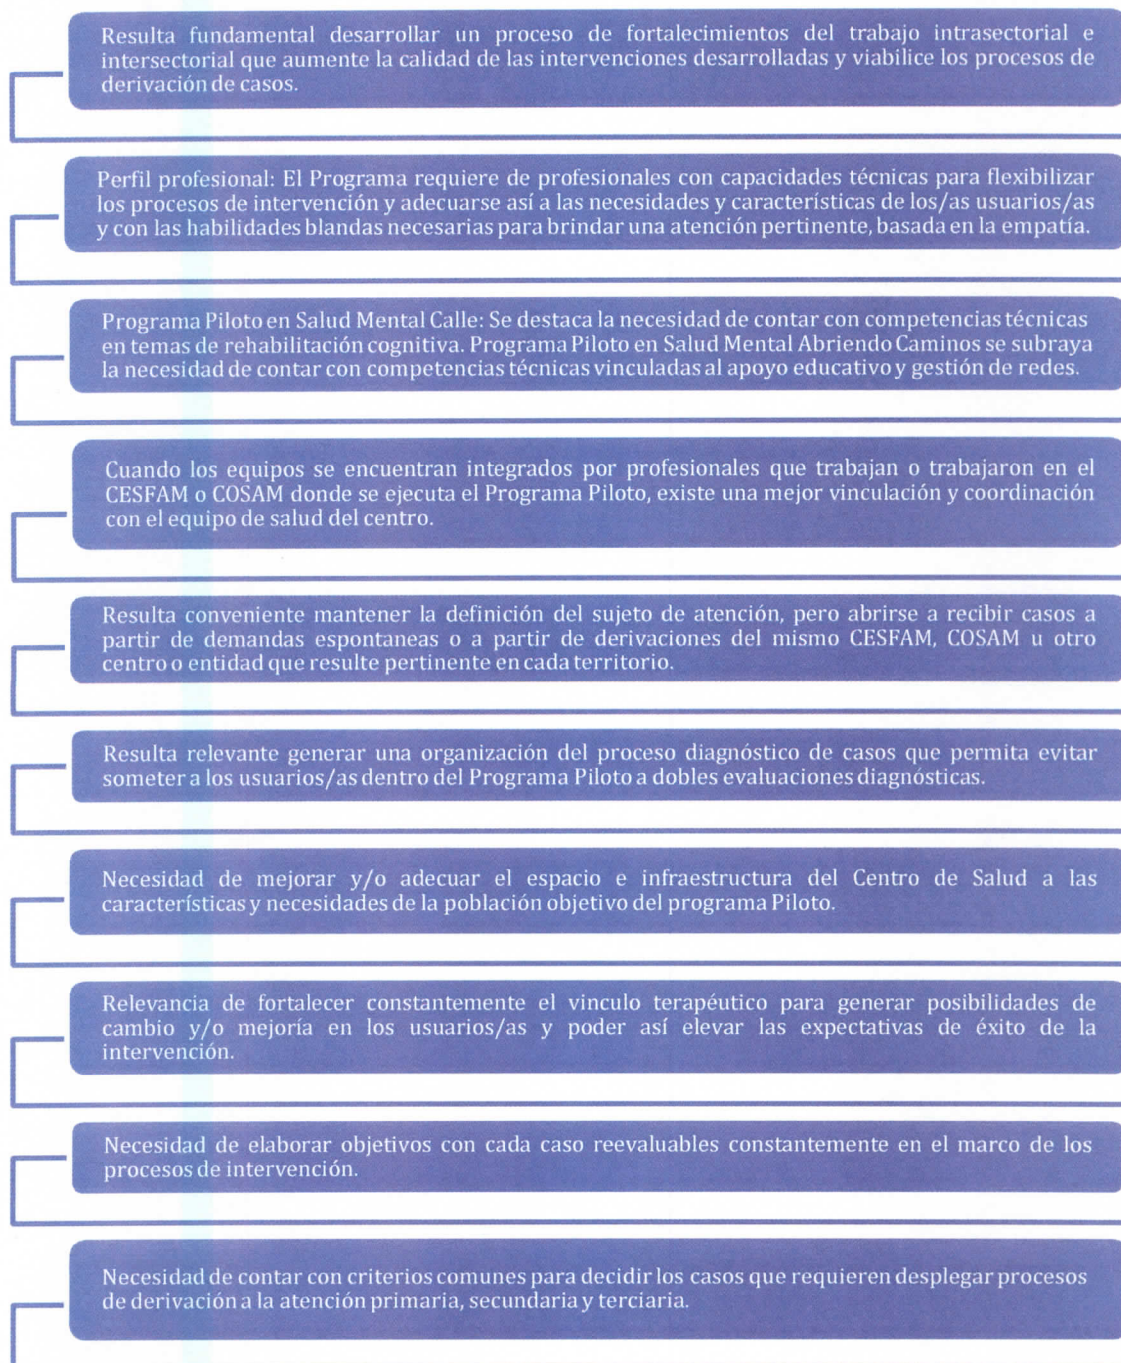 Resulta fundamental desarrollar un proceso de fortalecimientos del trabajo intrasectorial e
intersectorial que aumente la calidad de las intervenciones desarrolladas y viabilice los procesos de
derivación de casos.
Perfil profesional: El Programa requiere de profesionales con capacidades técnicas para flexibilizar
los procesos de intervención y adecuarse así a las necesidades y características de los/as usuarios/as
y con las habilidades blandas necesarias para brindar una atención pertinente, basada en la empatía.
Programa Piloto en Salud Mental Calle: Se destaca la necesidad de contar con competencias técnicas
en temas de rehabilitación cognitiva. Programa Piloto en Salud Mental Abriendo Caminos se subraya
la necesidad de contar con competencias técnicas vinculadas al apoyo educativo y gestión de redes.
Cuando los equipos se encuentran integrados por profesionales que trabajan o trabajaron en el
CESFAM o COSAM donde se ejecuta el Programa Piloto, existe una mejor vinculación y coordinación
con el equipo de salud del centro.
Resulta conveniente mantener la definición del sujeto de atención, pero abrirse a recibir casos a
partir de demandas espontaneas o a partir de derivaciones del mismo CESFAM, COSAM u otro
centro o entidad que resulte pertinente en cada territorio.
Resulta relevante generar una organización del proceso diagnóstico de casos que permita evitar
someter a los usuarios/as dentro del Programa Piloto a dobles evaluaciones diagnósticas.
Necesidad de mejorar y/o adecuar el espacio e infraestructura del Centro de Salud a las
características y necesidades de la población objetivo del programa Piloto.
Relevancia de fortalecer constantemente el vinculo terapéutico para generar posibilidades de
cambio y/o mejoría en los usuarios/as y poder así elevar las expectativas de éxito de la
intervención.
Necesidad de elaborar objetivos con cada caso reevaluables constantemente en el marco de los
procesos de intervención.
Necesidad de contar con criterios comunes para decidir los casos que requieren desplegar procesos
de derivación a la atención primaria, secundaria y terciaria.